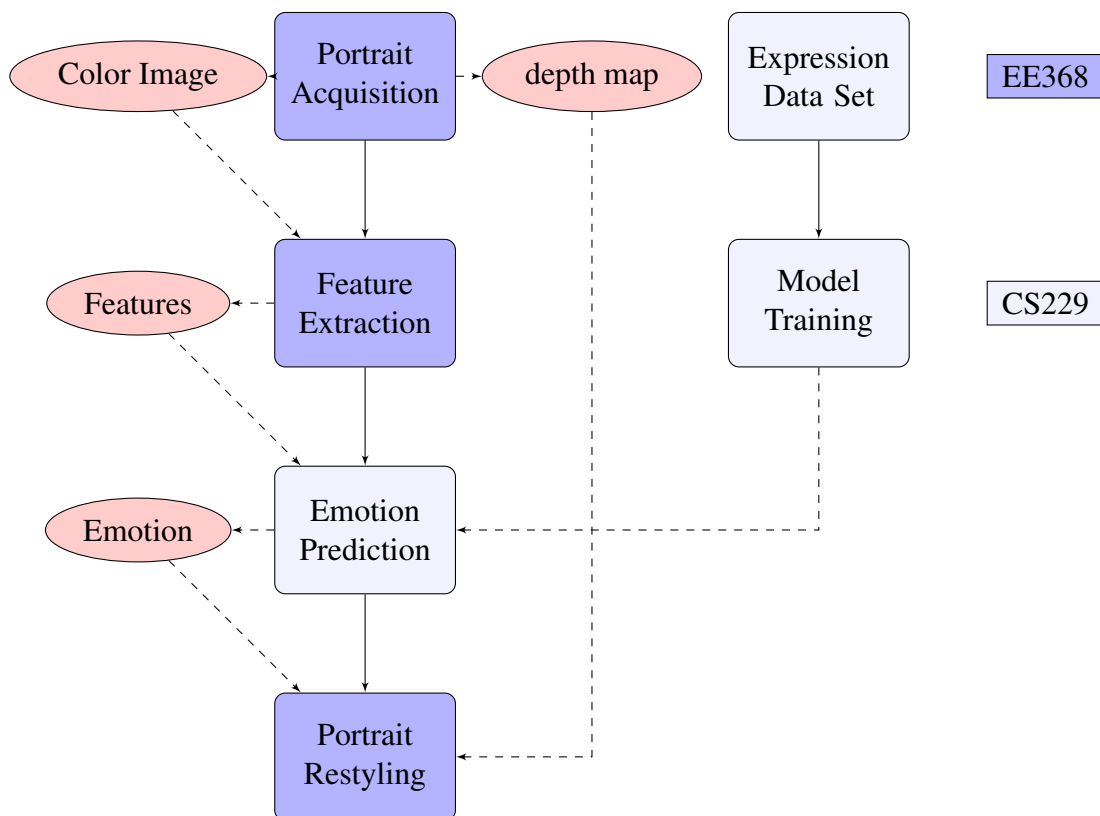 Color Image
Portrait
Acquisition
depth map
Expression
Data Set
EE368
Features
Feature
Extraction
Model
Training
CS229
Emotion
Emotion
Prediction
Portrait
Restyling